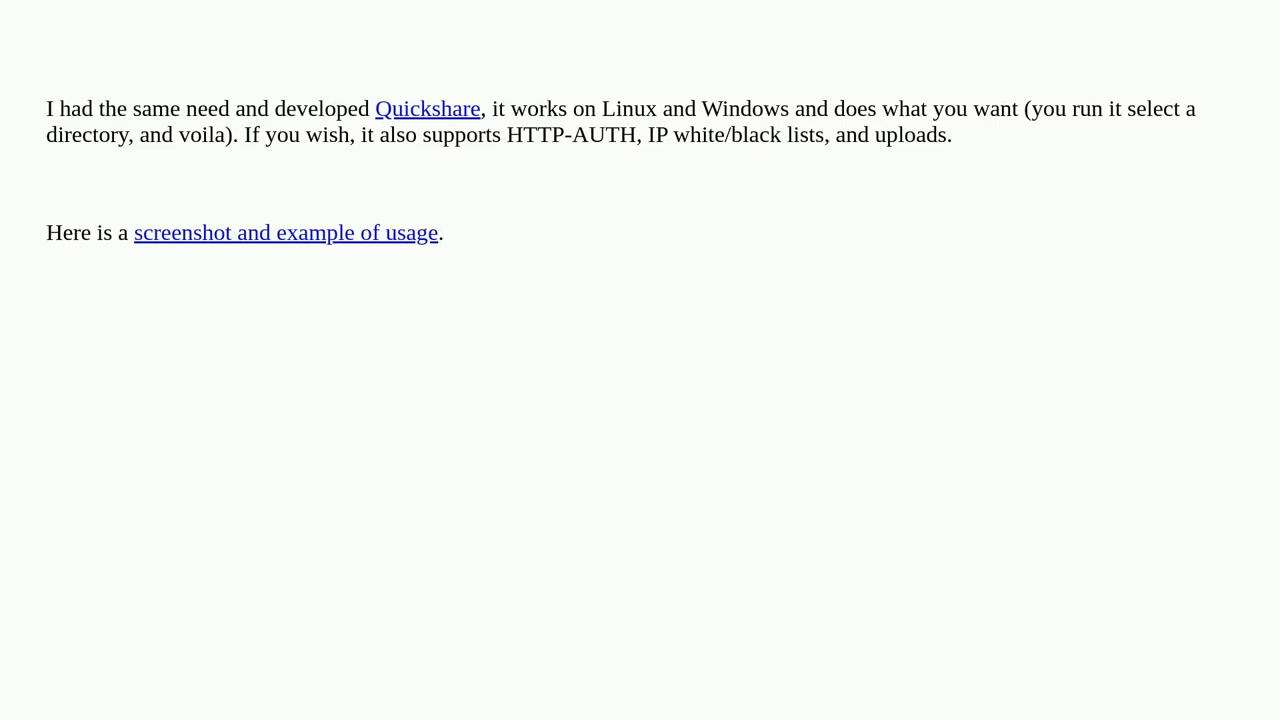 I had the same need and developed Quickshare, it works on Linux and Windows and does what you want (you run it select a
directory, and voila). If you wish, it also supports HTTP-AUTH, IP white/black lists, and uploads.
Here is a screenshot and example of usage.